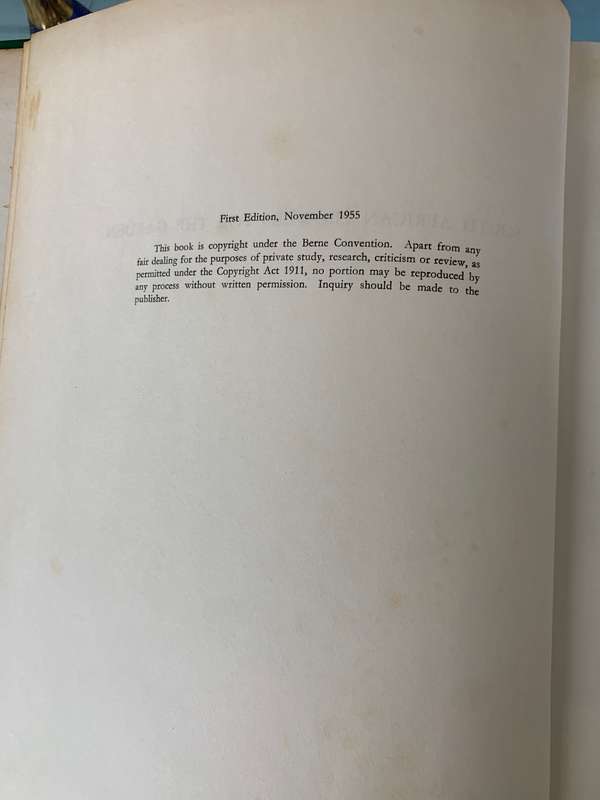 First Edition, November 1955
This book is copyright under the Berne Convention. Apart from any
fair dealing for the purposes of private study, research, criticism or review, as
permitted under the Copyright Act 1911, no portion may be reproduced by
any process without written permission. Inquiry should be made to the
publisher.